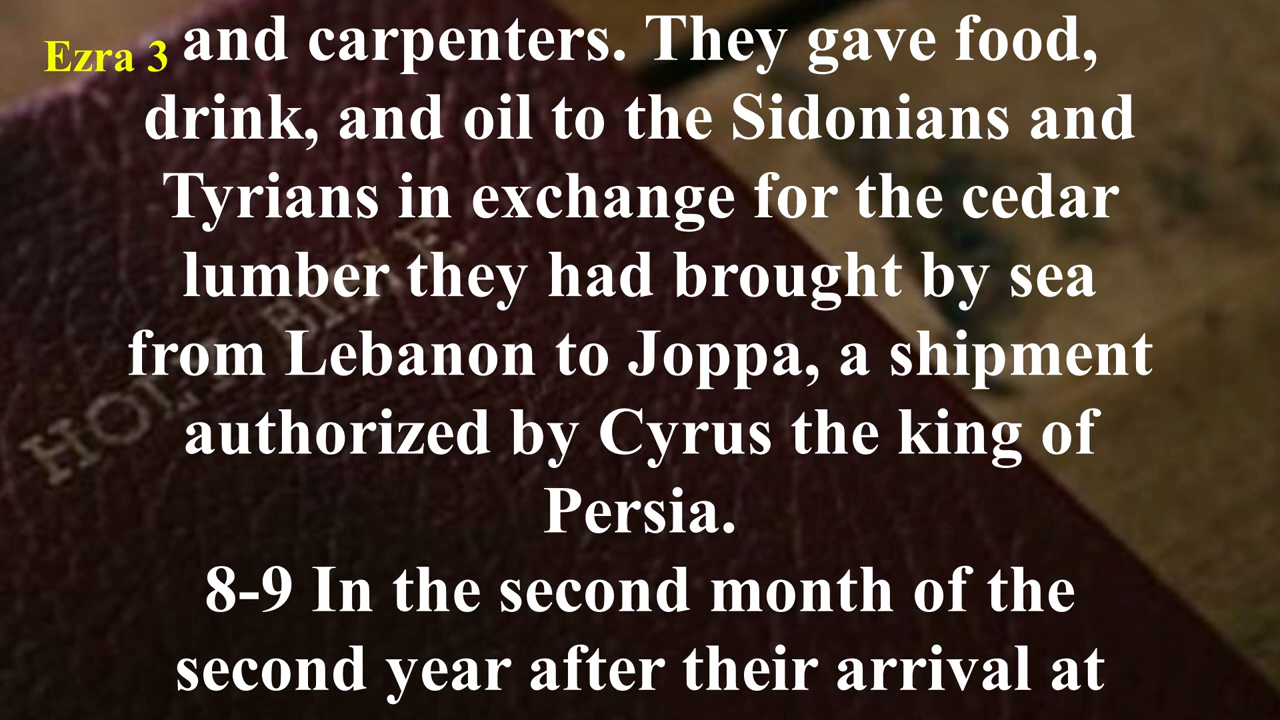 Ezra 3
and carpenters. They gave food,
drink, and oil to the Sidonians and
Tyrians in exchange for the cedar
lumber they had brought by sea
from Lebanon to Joppa, a shipment
authorized by Cyrus the king of
Persia.
8-9 In the second month of the
second year after their arrival at
HOLY BIBLE